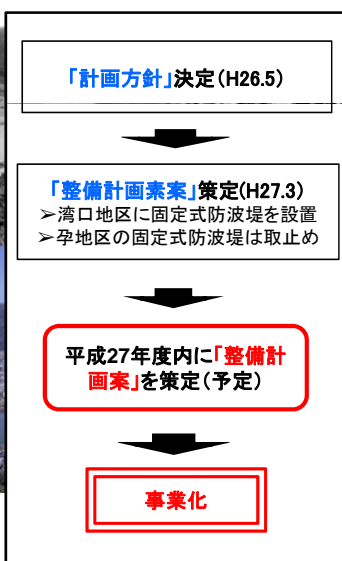 「計画方針」決定(H26.5)
「整備計画素案」策定(H27.3)
➢湾口地区に固定式防波堤を設置
➢孕地区の固定式防波堤は取止め
平成27年度内に「整備計
画案」を策定(予定)
事業化